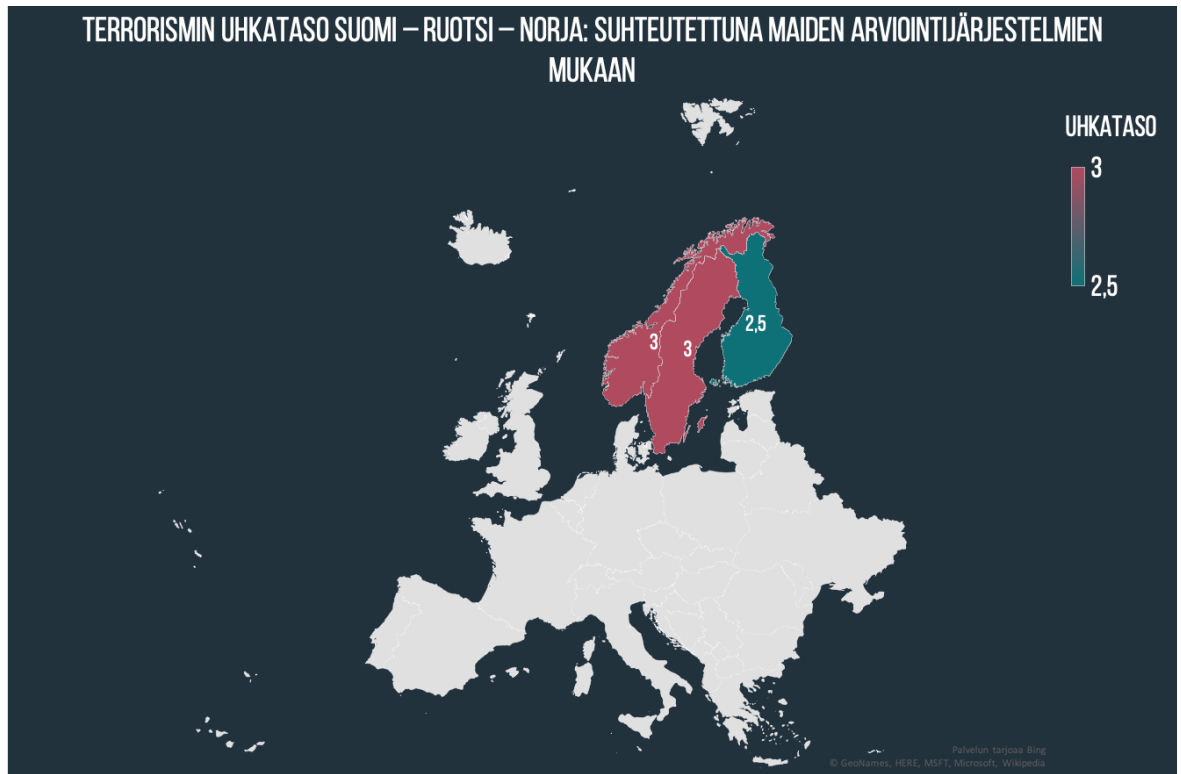 TERRORISMIN UHKATASO SUOMI – RUOTSI – NORJA: SUHTEUTETTUNA MAIDEN ARVIOINTIJÄRJESTELMIEN
MUKAAN
UHKATASO
3
2,5
2,5
3
3
Palvelun tarjoaa Bing
© GeoNames, HERE, MSFT, Microsoft, Wikipedia